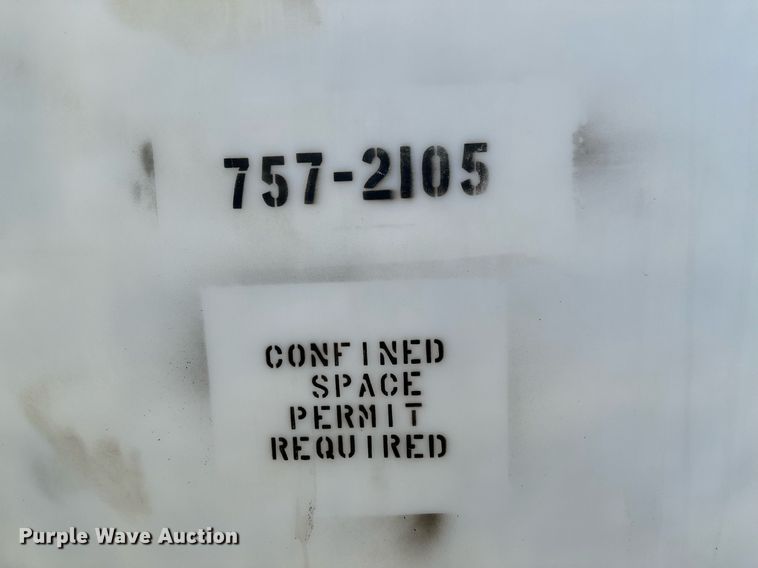 757-2105
CONFINED
SPACE
PERMIT
REQUIRED
Purple Wave Auction